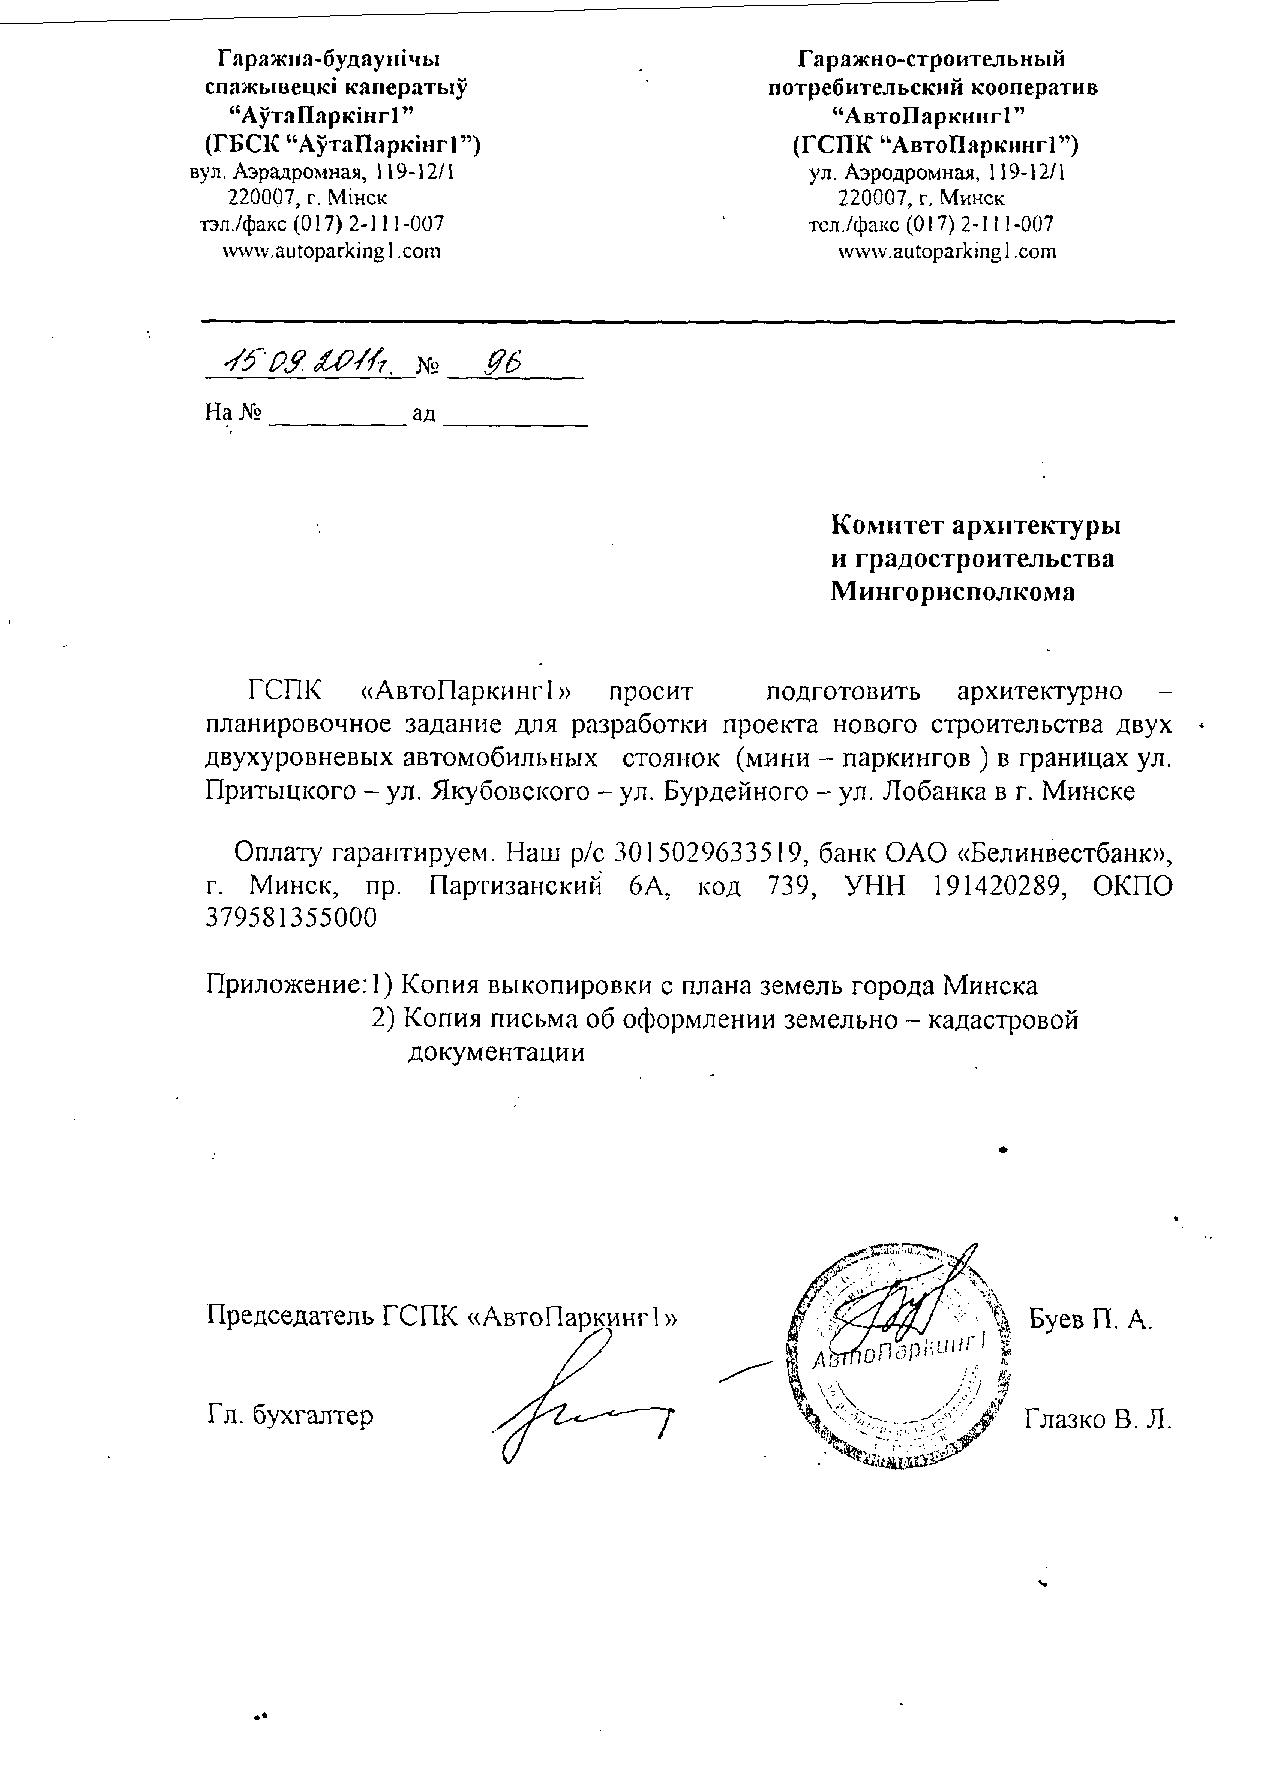 Гаражна-будаунічы
спажывецкі каператыў
“АўтаПаркінг1”
(ГБСК “АўтаПаркінг1”)
вул. Аэрадромная, 119-12/1
220007, г. Мінск
тэл./факс (017) 2-111-007
www.autoparking1.com
Гаражно-строительный
потребительский кооператив
“АвтоПаркинг1”
(ГСПК “АвтоПаркинг1”)
ул. Аэродромная, 119-12/1
220007, г. Минск
тел./факс (017) 2-111-007
www.autoparking1.com
15.09.2011г. № 96
На № ад
Комитет архитектуры
и градостроительства
Мингорисполкома
ГСПК «АвтоПаркинг1» просит подготовить архитектурно –
планировочное задание для разработки проекта нового строительства двух
двухуровневых автомобильных стоянок (мини – паркингов ) в границах ул.
Притыцкого – ул. Якубовского – ул. Бурдейного – ул. Лобанка в г. Минске
Оплату гарантируем. Наш р/с 3015029633519, банк ОАО «Белинвестбанк»,
г. Минск, пр. Партизанский 6А, код 739, УНН 191420289, ОКПО
379581355000
Приложение:1) Копия выкопировки с плана земель города Минска
2) Копия письма об оформлении земельно – кадастровой
документации
Председатель ГСПК «АвтоПаркинг1» Буев П. А.
АвтоПаркинг1
Гл. бухгалтер Глазко В. Л.